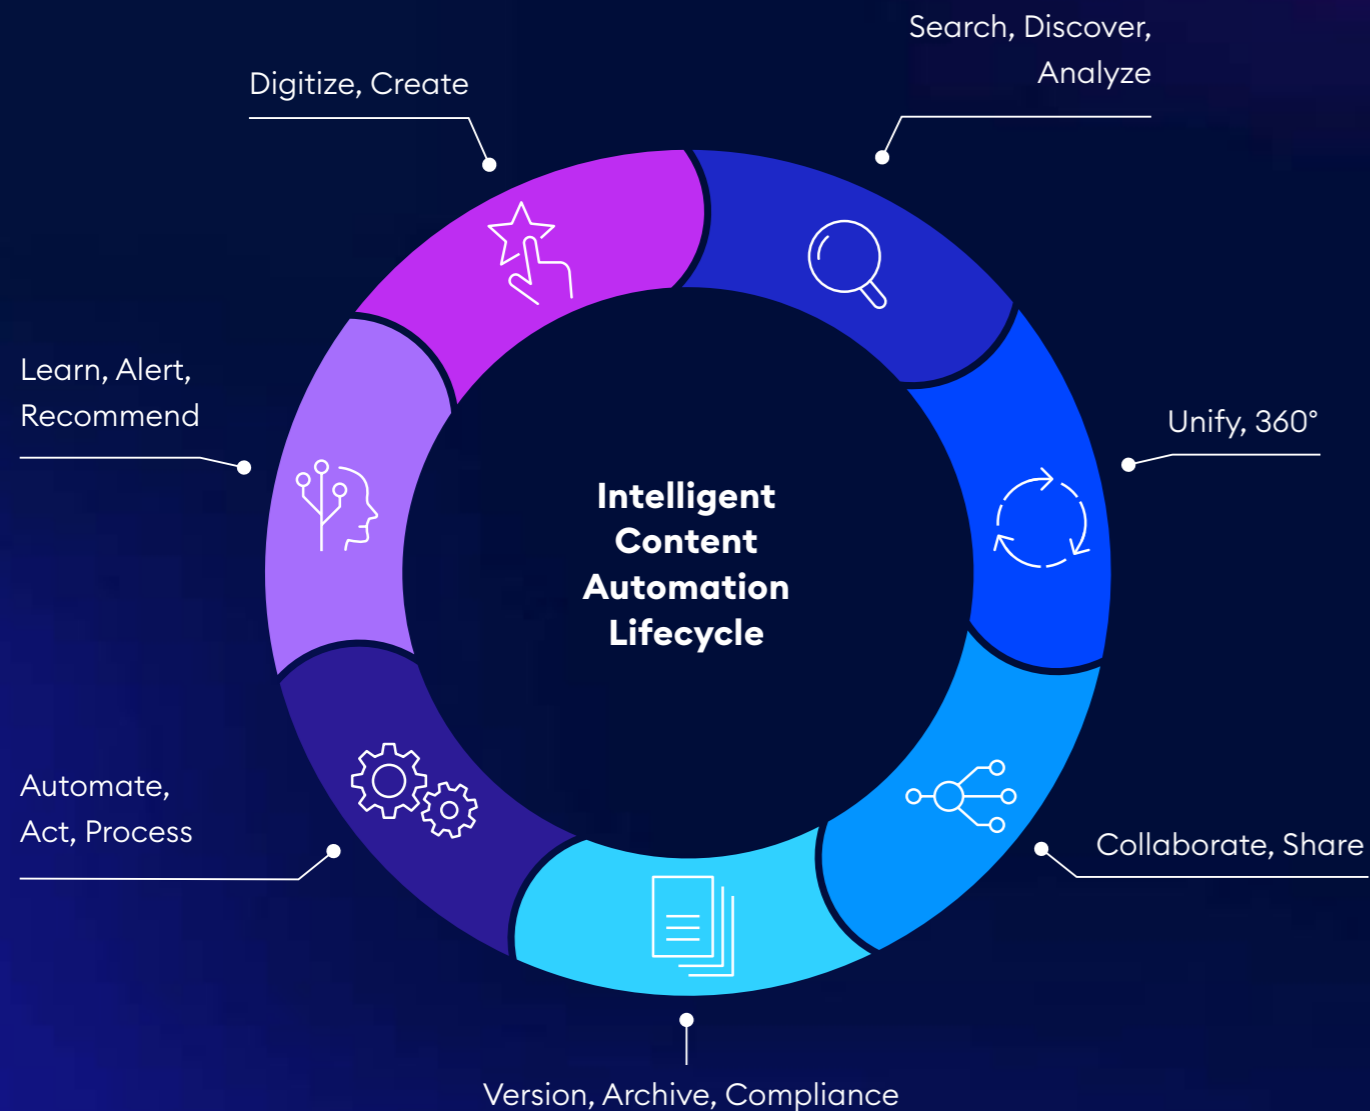 Search, Discover,
Analyze
Digitize, Create
Learn, Alert,
Recommend
Unify, 360°
Intelligent
Content
Automation
Lifecycle
Automate,
Act, Process
Collaborate, Share
Version, Archive, Compliance